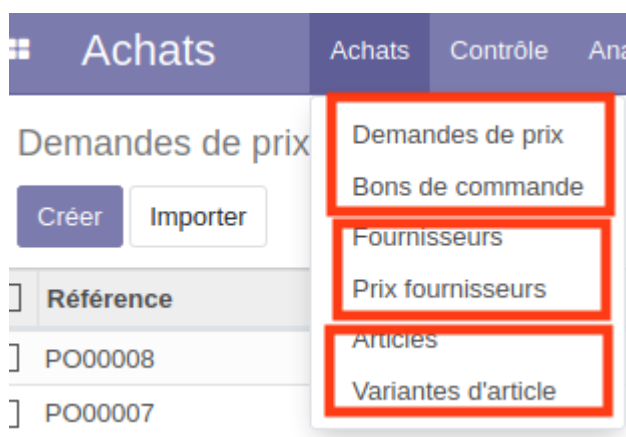 Achats
Achats
Contrôle
Demandes de prix
Créer
Importer
Référence
PO00008
PO00007
Demandes de prix
Bons de commande
Fournisseurs
Prix fournisseurs
Articles
Variantes d'article